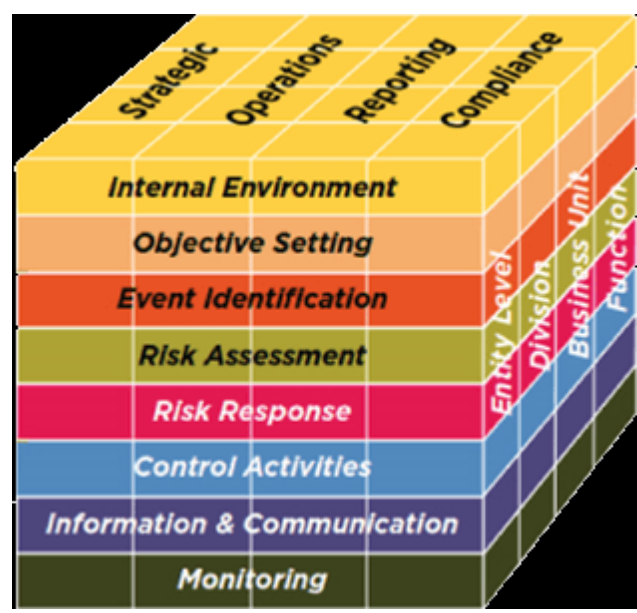 Strategic
Operations
Reporting
Compliance
Internal Environment
Objective Setting
Event Identification
Risk Assessment
Risk Response
Control Activities
Information & Communication
Monitoring
Entity Level
Division
Business Unit
Function